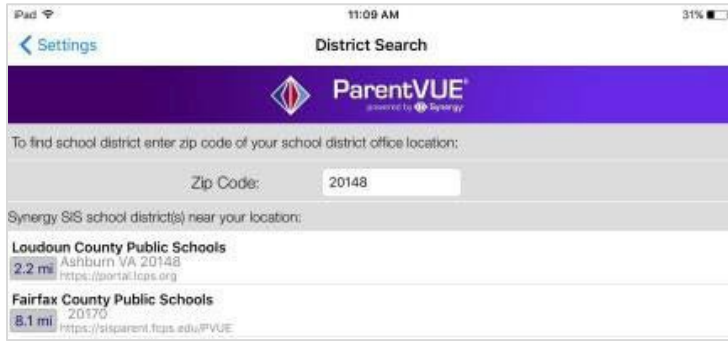 iPad 11:09 AM 31%
Settings District Search
ParentVUE
powered by Synergy
To find school district enter zip code of your school district office location:
Zip Code: 20148
Synergy SIS school district(s) near your location:
Loudoun County Public Schools
2.2 mi Ashburn VA 20148
https://portal.lcps.org
Fairfax County Public Schools
8.1 mi 20170
https://sisparent.fcps.edu/PVUE